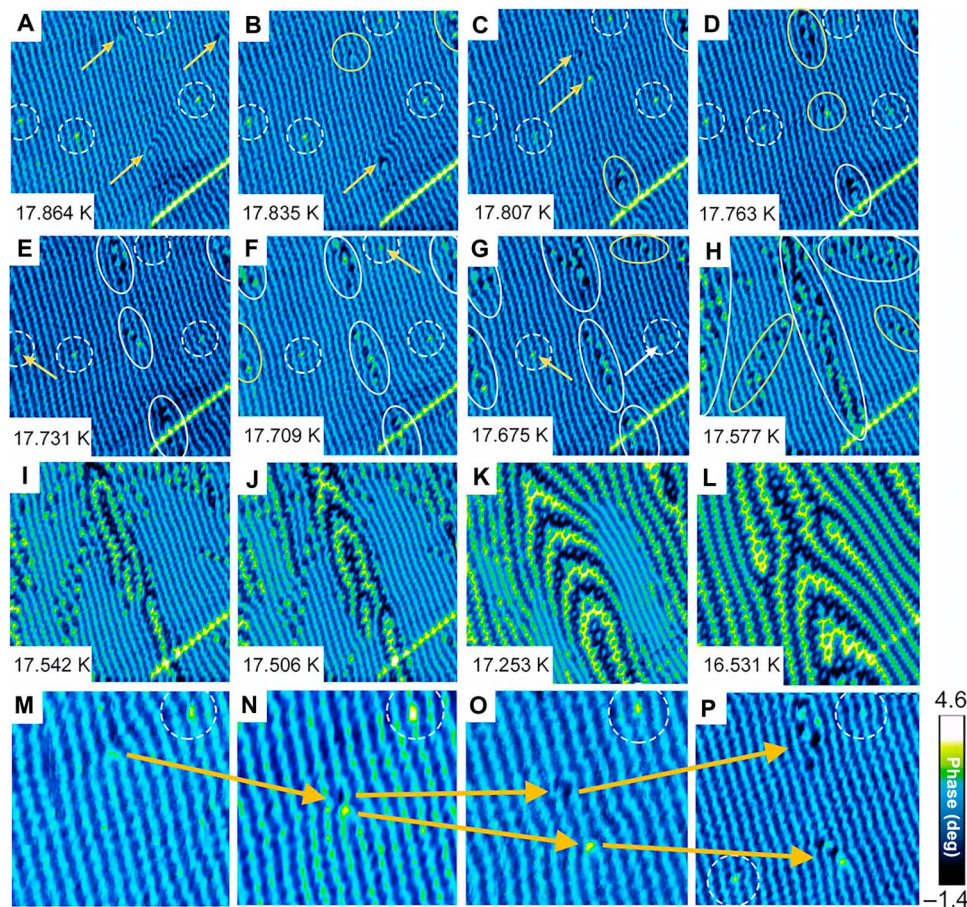 A B C D
17.864 K 17.835 K 17.807 K 17.763 K
E F G H
17.731 K 17.709 K 17.675 K 17.577 K
I J K L
17.542 K 17.506 K 17.253 K 16.531 K
M N O P
4.6
Phase (deg)
–1.4